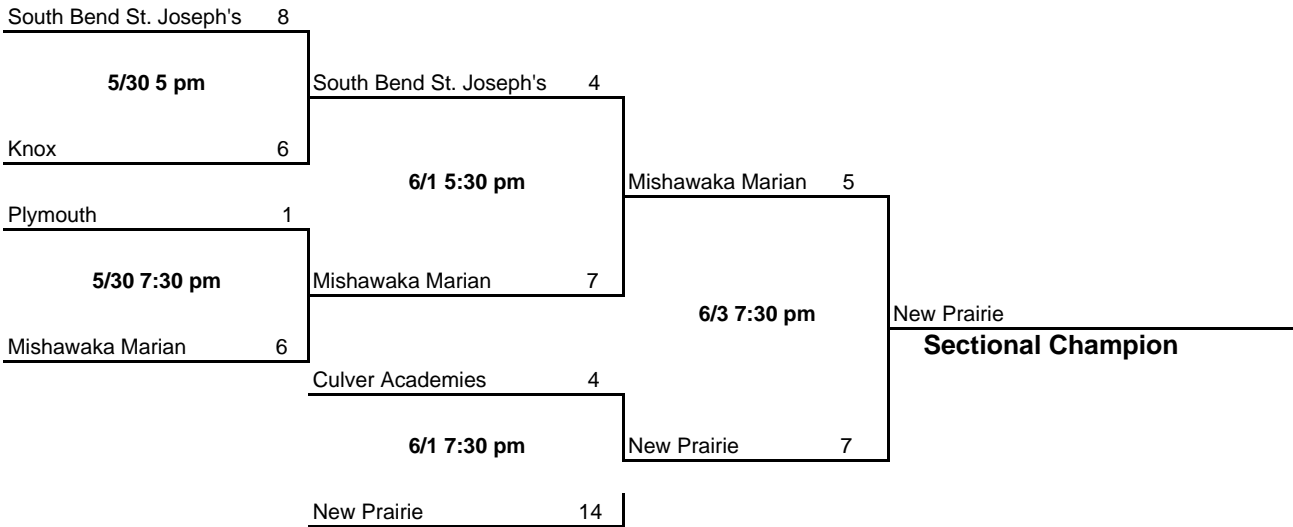 South Bend St. Joseph's 8
5/30 5 pm
South Bend St. Joseph's 4
Knox 6
6/1 5:30 pm
Mishawaka Marian 5
Plymouth 1
5/30 7:30 pm
Mishawaka Marian 7
6/3 7:30 pm
New Prairie
Mishawaka Marian 6
Sectional Champion
Culver Academies 4
6/1 7:30 pm
New Prairie 7
New Prairie 14